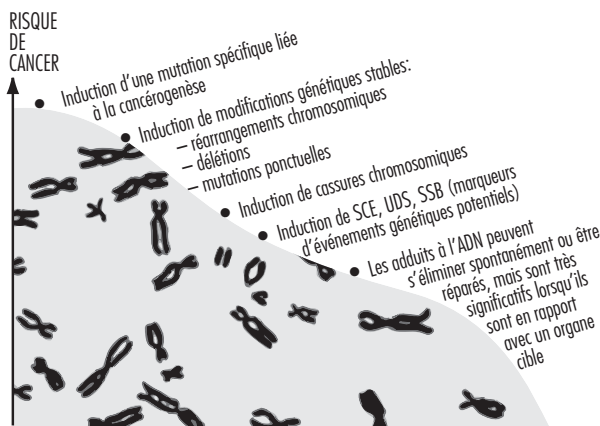 RISQUE
DE
CANCER
Induction d'une mutation spécifique liée
à la cancérogenèse
Induction de modifications génétiques stables:
– réarrangements chromosomiques
– délétions
– mutations ponctuelles
Induction de cassures chromosomiques
Induction de SCE, UDS, SSB (marqueurs
d'événements génétiques potentiels)
Les adduits à l'ADN peuvent
s'éliminer spontanément ou être
réparés, mais sont très
significatifs lorsqu'ils
sont en rapport
avec un organe
cible